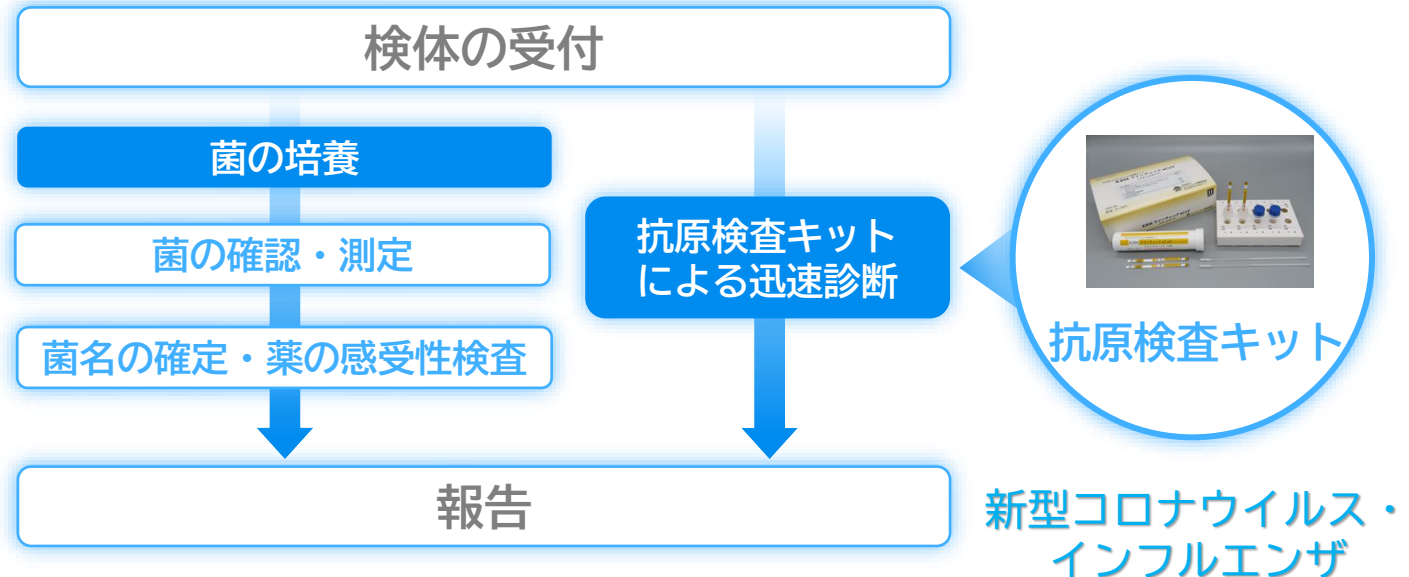 検体の受付
菌の培養
菌の確認・測定
菌名の確定・薬の感受性検査
抗原検査キット
による迅速診断
抗原検査キット
報告
新型コロナウイルス・
インフルエンザ